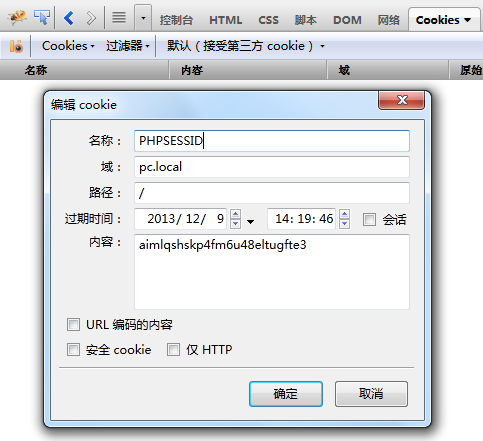 控制台 HTML CSS 脚本 DOM 网络 Cookies
Cookies 过滤器 默认（接受第三方 cookie）
名称 内容 域 原始
编辑 cookie
名称： PHPSESSID
域： pc.local
路径： /
过期时间： 2013/12/ 9 14:19:46 会话
内容： aimlqshskp4fm6u48eltugfte3
URL 编码的内容
安全 cookie 仅 HTTP
确定 取消